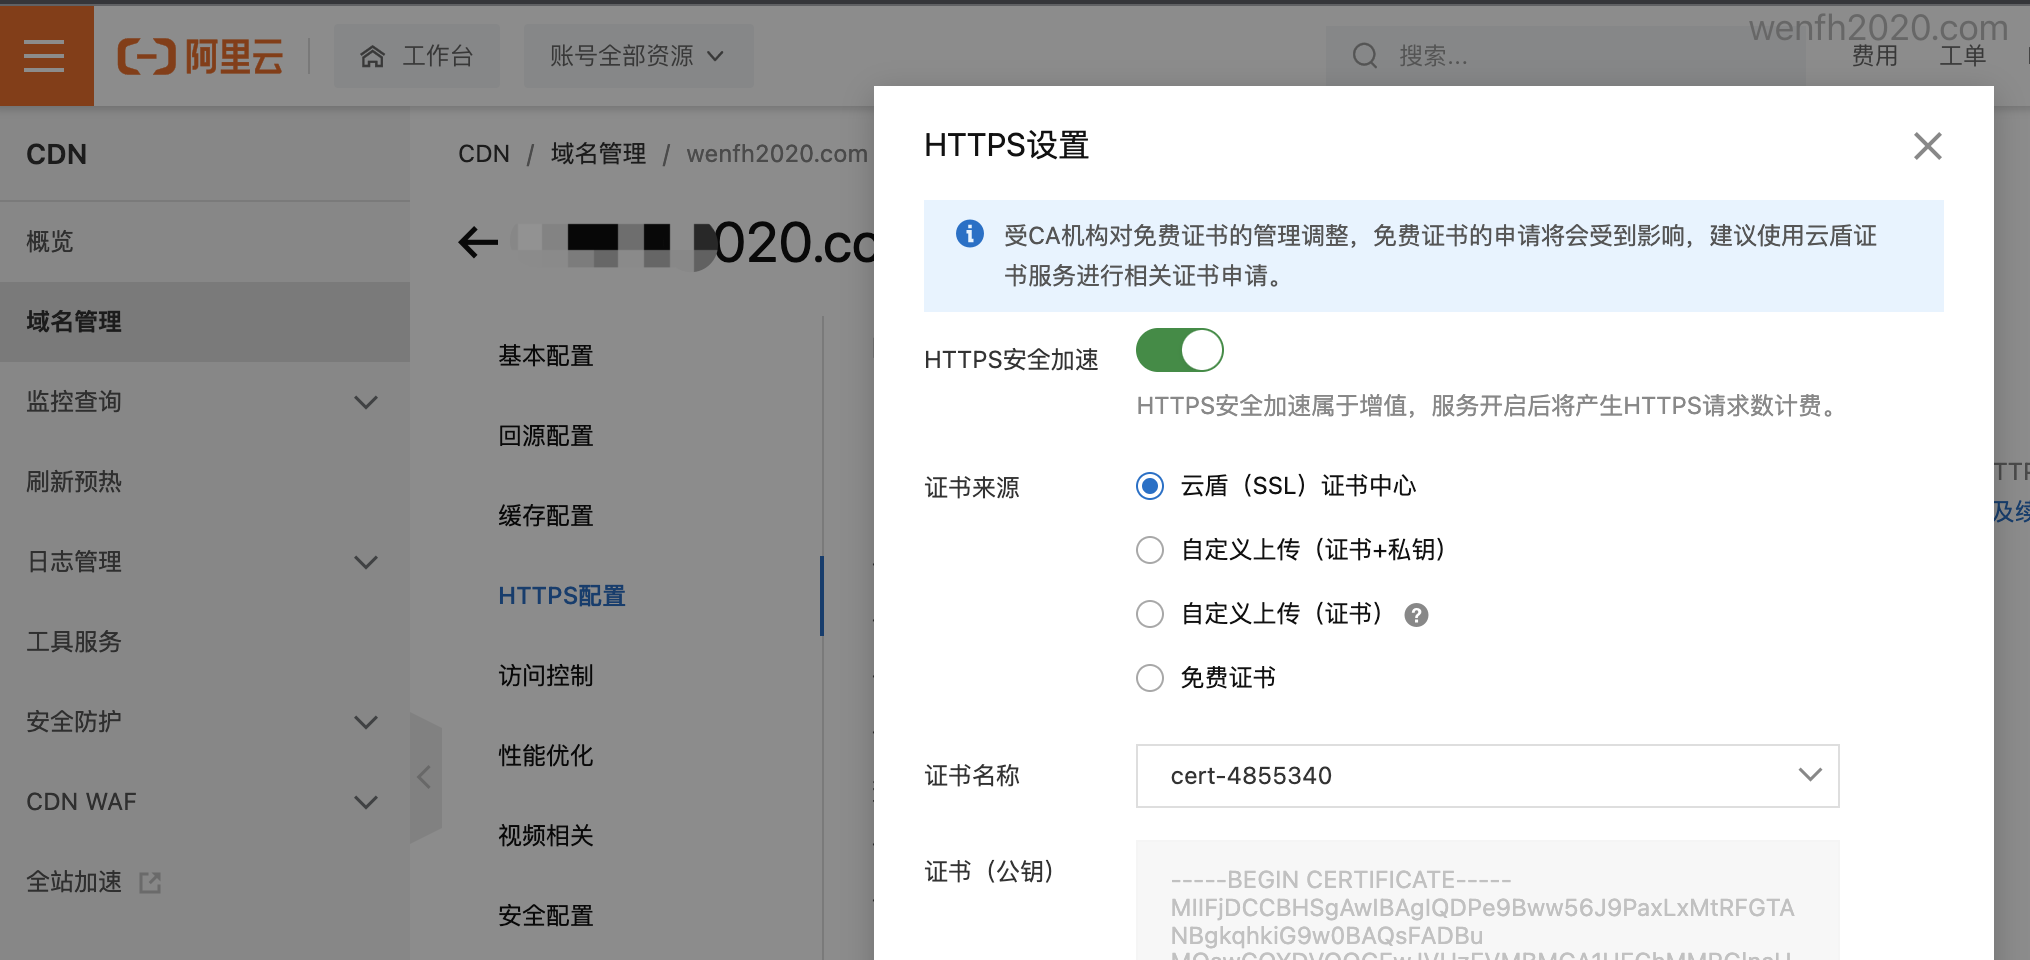 wenfh2020.com
阿里云
工作台
账号全部资源
搜索...
费用
工单
CDN
概览
域名管理
监控查询
刷新预热
日志管理
工具服务
安全防护
CDN WAF
全站加速
CDN / 域名管理 / wenfh2020.com
020.co
基本配置
回源配置
缓存配置
HTTPS配置
访问控制
性能优化
视频相关
安全配置
HTTPS设置
受CA机构对免费证书的管理调整，免费证书的申请将会受到影响，建议使用云盾证
书服务进行相关证书申请。
HTTPS安全加速
HTTPS安全加速属于增值，服务开启后将产生HTTPS请求数计费。
证书来源
云盾（SSL）证书中心
自定义上传（证书+私钥）
自定义上传（证书）
免费证书
证书名称
cert-4855340
证书（公钥）
-----BEGIN CERTIFICATE-----
MIIFjDCCBHSgAwIBAgIQDPe9Bww56J9PaxLxMtRFGTA
NBgkqhkiG9w0BAQsFADBu